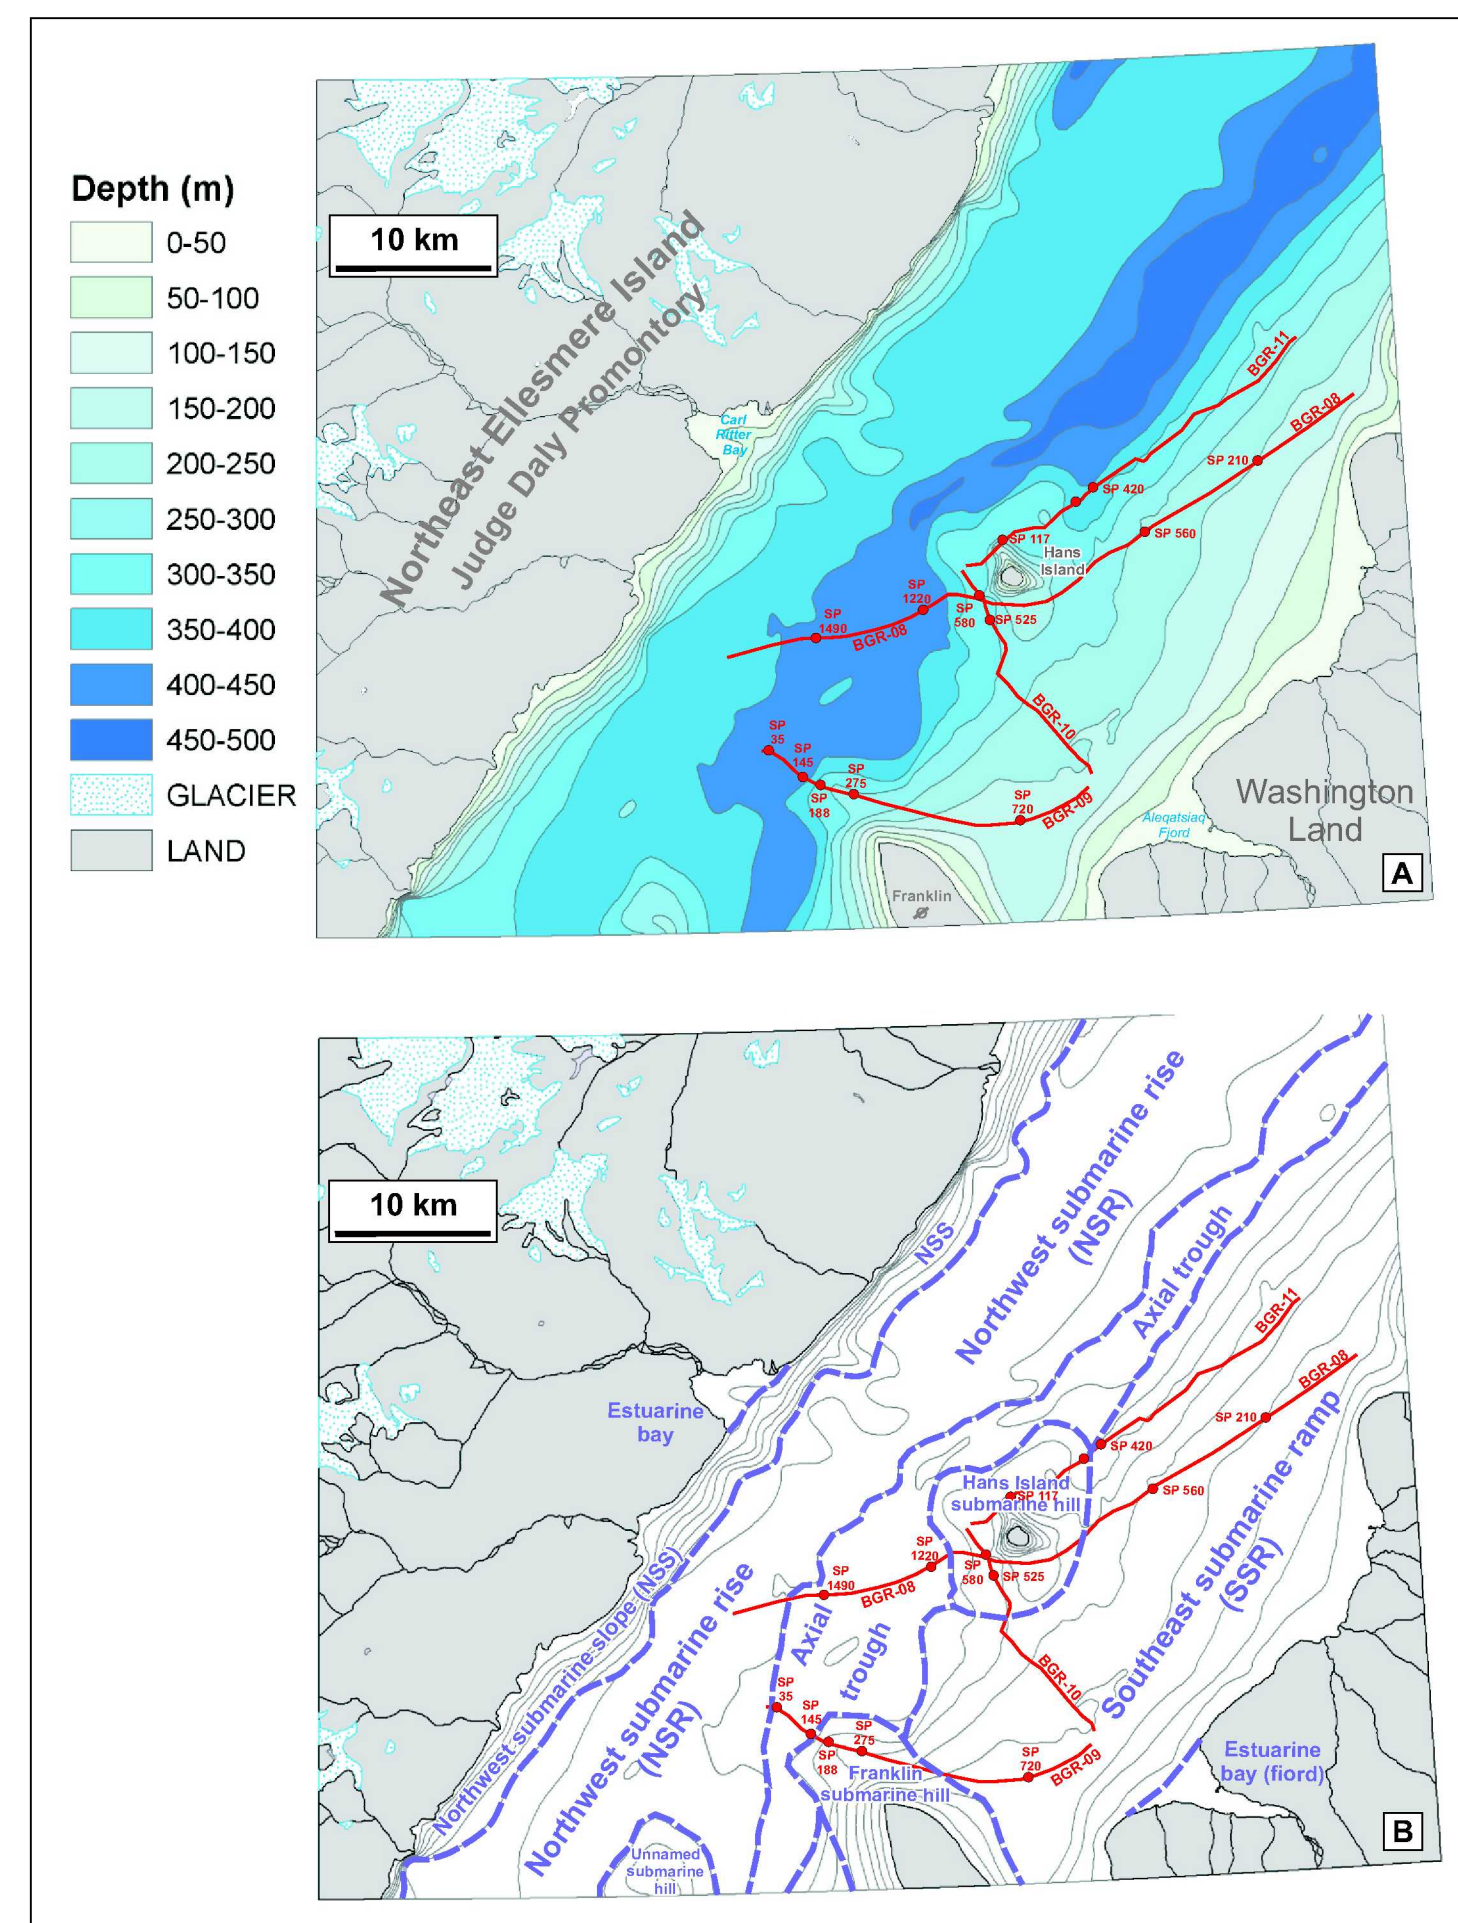 Depth (m)
0-50
50-100
100-150
150-200
200-250
250-300
300-350
350-400
400-450
450-500
GLACIER
LAND
10 km
Northeast Ellesmere Island
Judge Daly Promontory
Carl
Ritter
Bay
BGR-11
BGR-08
SP 210
SP 420
SP 560
SP 117
Hans
Island
SP
1220
SP
580
SP 525
SP
1490
BGR-08
BGR-10
SP
35
SP
145
SP
188
SP
275
SP
720
BGR-09
Washington
Land
Aleqatsiaq
Fjord
Franklin
A
10 km
NSS
Northwest submarine rise
(NSR)
Axial trough
BGR-11
BGR-08
SP 210
SP 420
SP 560
Estuarine
bay
Hans Island
submarine hill
SP 117
SP
1220
SP
580
SP 525
SP
1490
BGR-08
Southeast submarine ramp
(SSR)
Northwest submarine slope (NSS)
Northwest submarine rise
(NSR)
Axial
trough
BGR-10
SP
35
SP
145
SP
188
SP
275
SP
720
BGR-09
Franklin
submarine hill
Estuarine
bay (fiord)
Unnamed
submarine
hill
B